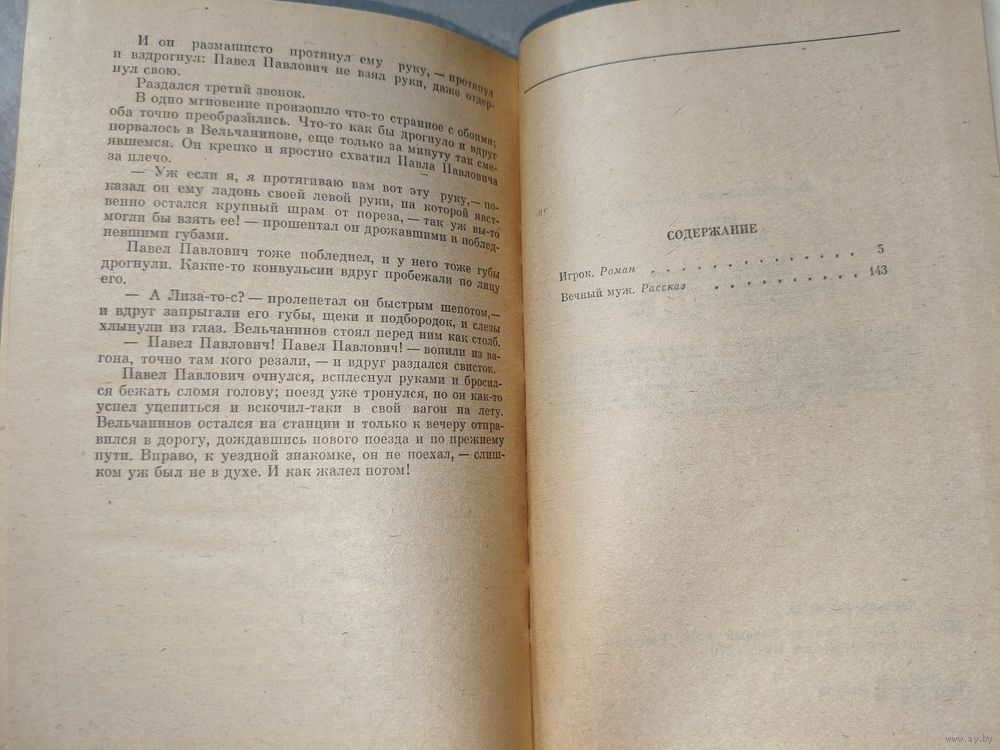 И он размашисто протянул ему руку, — протянул
и вздрогнул: Павел Павлович не взял руки, даже отдер-
нул свою.
Раздался третий звонок.
В одно мгновение произошло что-то странное с обоими;
оба точно преобразились. Что-то как бы дрогнуло и вдруг
порвалось в Вельчанинове, еще только за минуту так сме-
явшемся. Он крепко и яростно схватил Павла Павловича
за плечо.
— Уж если я, я протягиваю вам вот эту руку,— по-
казал он ему ладонь своей левой руки, на которой явст-
венно остался крупный шрам от пореза, — так уж вы-то
могли бы взять ее! — прошептал он дрожавшими и поблед-
невшими губами.
Павел Павлович тоже побледнел, и у него тоже губы
дрогнули. Какие-то конвульсии вдруг пробежали по лицу
его.
— А Лиза-то-с? — пролепетал он быстрым шепотом,—
и вдруг запрыгали его губы, щеки и подбородок, и слезы
хлынули из глаз. Вельчанинов стоял перед ним как столб.
— Павел Павлович! Павел Павлович! — вопили из ва-
гона, точно там кого резали, — и вдруг раздался свисток.
Павел Павлович очнулся, всплеснул руками и бросил-
ся бежать сломя голову; поезд уже тронулся, но он как-то
успел уцепиться и вскочил-таки в свой вагон на лету.
Вельчанинов остался на станции и только к вечеру отпра-
вился в дорогу, дождавшись нового поезда и по прежнему
пути. Вправо, к уездной знакомке, он не поехал, — слиш-
ком уж был не в духе. И как жалел потом!
СОДЕРЖАНИЕ
Игрок. Роман . . . . . . . . . . . . . . 5
Вечный муж. Рассказ . . . . . . . . . . 143
www.ay.by